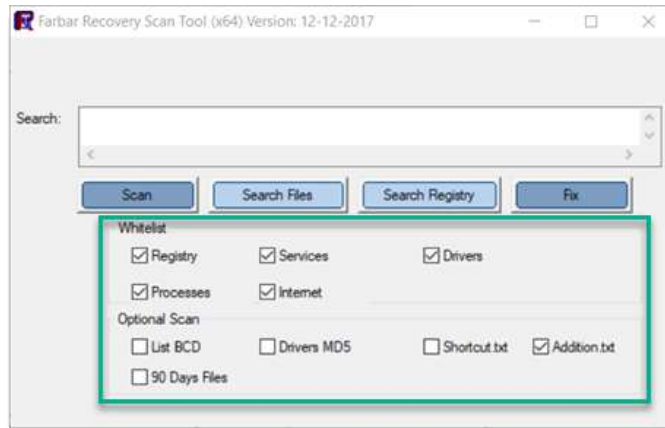 Farbar Recovery Scan Tool (x64) Version: 12-12-2017
Search:
Scan Search Files Search Registry Fix
Whitelist
Registry Services Drivers
Processes Internet
Optional Scan
List BCD Drivers MD5 Shortcut.txt Addition.txt
90 Days Files